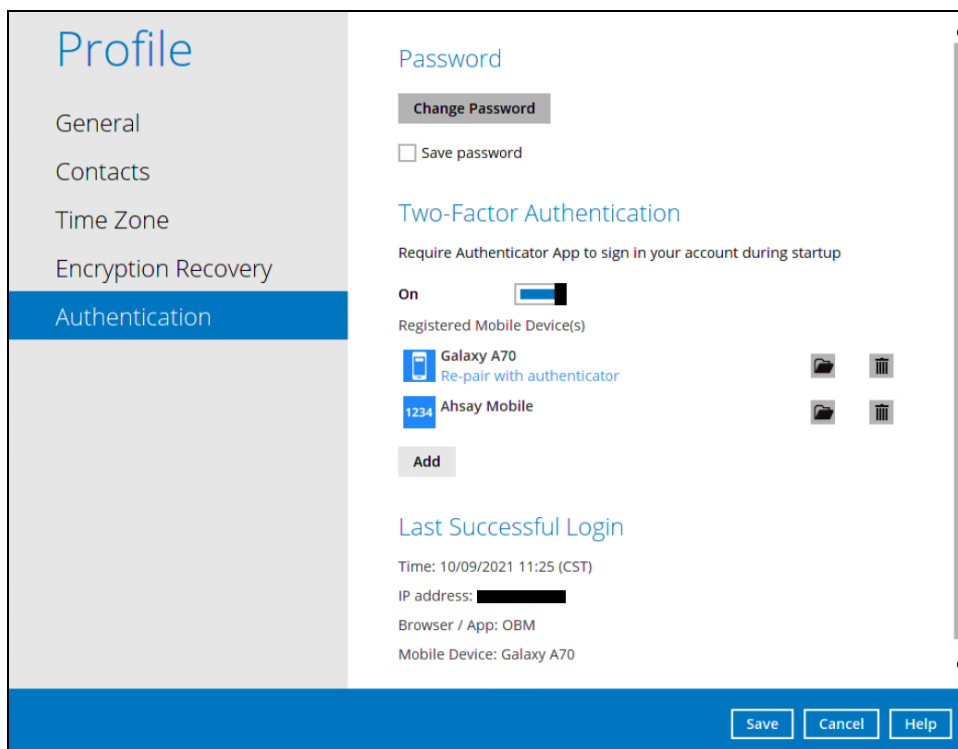 Profile
General
Contacts
Time Zone
Encryption Recovery
Authentication
Password
Change Password
Save password
Two-Factor Authentication
Require Authenticator App to sign in your account during startup
On
Registered Mobile Device(s)
Galaxy A70
Re-pair with authenticator
1234 Ahsay Mobile
Add
Last Successful Login
Time: 10/09/2021 11:25 (CST)
IP address:
Browser / App: OBM
Mobile Device: Galaxy A70
Save Cancel Help